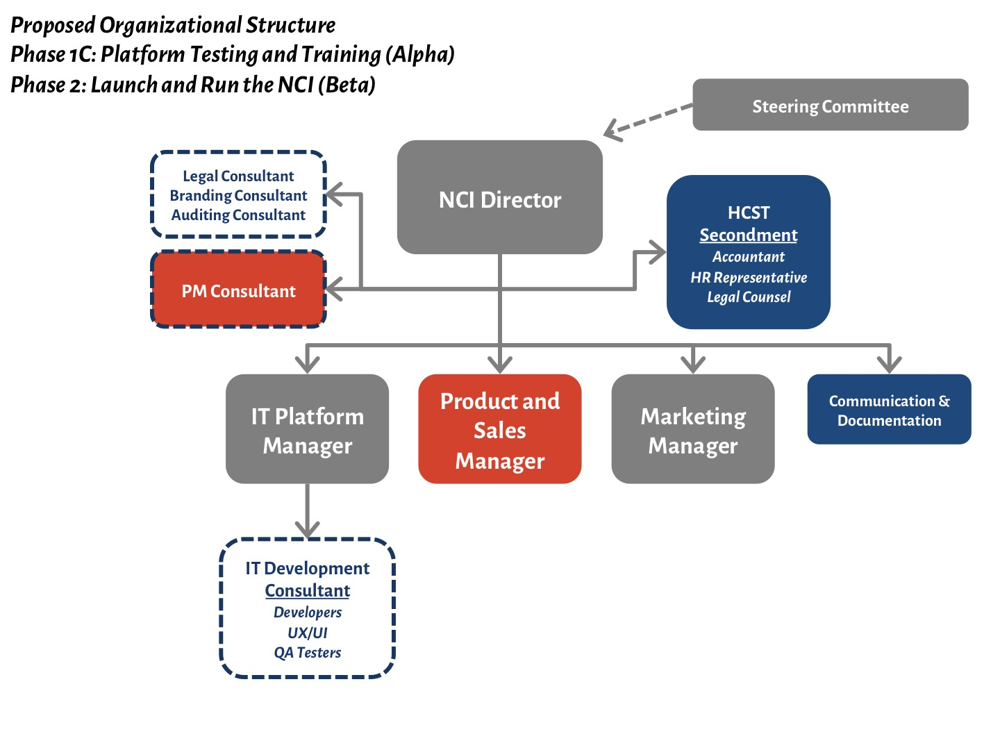 Proposed Organizational Structure
Phase 1C: Platform Testing and Training (Alpha)
Phase 2: Launch and Run the NCI (Beta)
Steering Committee
NCI Director
Legal Consultant
Branding Consultant
Auditing Consultant
PM Consultant
HCST
Secondment
Accountant
HR Representative
Legal Counsel
IT Platform
Manager
Product and
Sales
Manager
Marketing
Manager
Communication &
Documentation
IT Development
Consultant
Developers
UX/UI
QA Testers